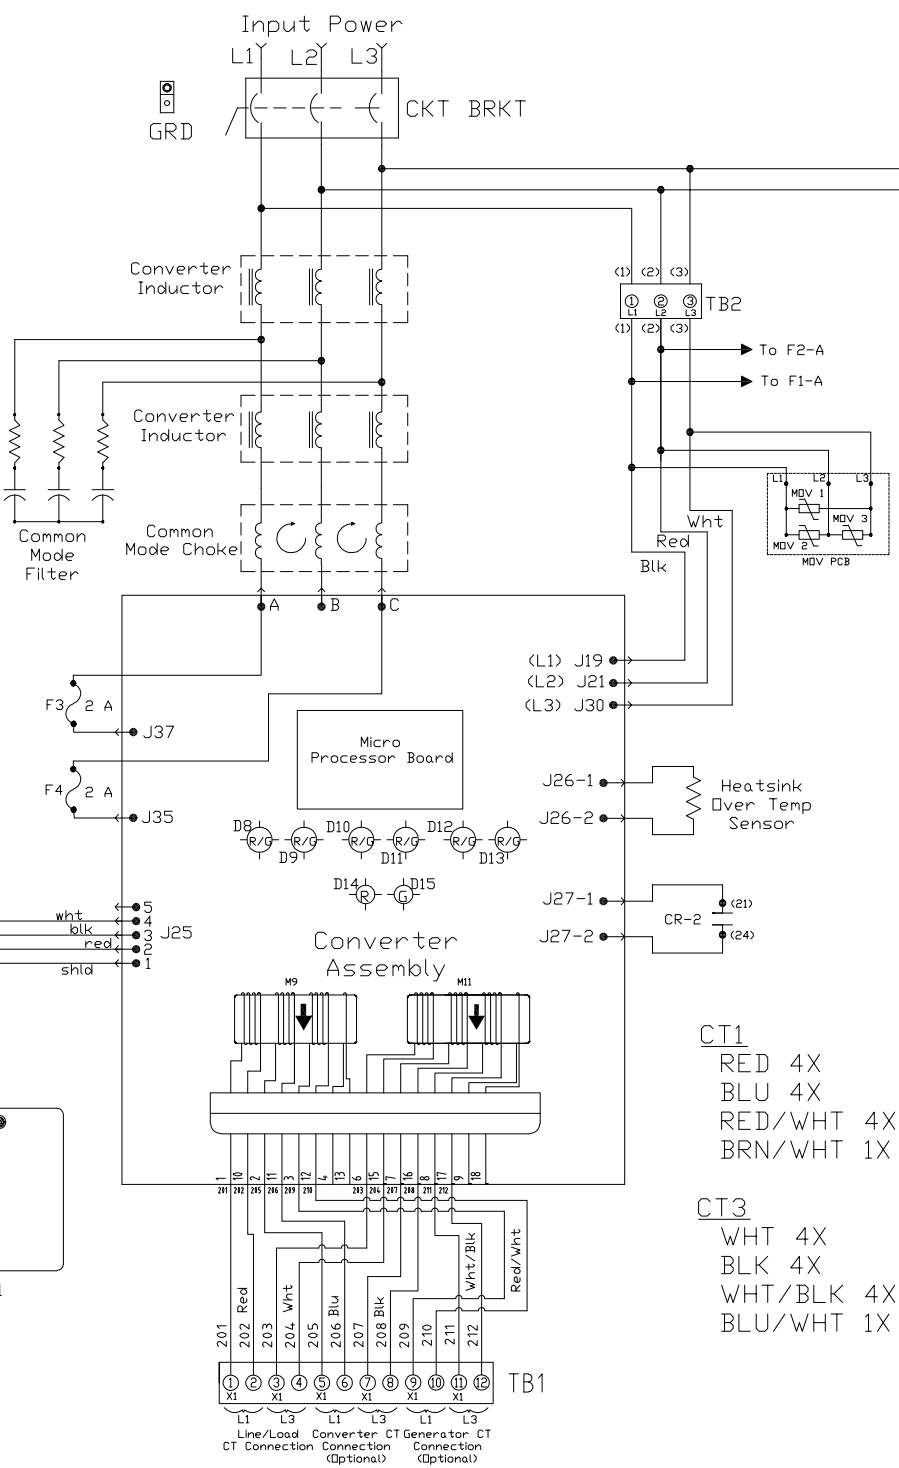 Input Power
L1
L2
L3
CKT BRKT
GRD
Converter
Inductor
(1) (2) (3)
1 2 3
L1 L2 L3
TB2
(1) (2) (3)
To F2-A
To F1-A
Converter
Inductor
L1 L2 L3
MOV 1
MOV 3
MOV 2
MOV PCB
Common
Mode
Filter
Common
Mode Choke
Wht
Red
Blk
A
B
C
(L1) J19
(L2) J21
(L3) J30
F3
2 A
J37
F4
2 A
J35
Micro
Processor Board
J26-1
J26-2
Heatsink
Over Temp
Sensor
D8
R/G
D9
R/G
D10
R/G
D11
R/G
D12
R/G
D13
R/G
D14
R
D15
G
J27-1
J27-2
CR-2
(21)
(24)
wht
blk
red
shld
5
4
3
2
1
J25
Converter
Assembly
M9
M11
CT1
RED 4X
BLU 4X
RED/WHT 4X
BRN/WHT 1X
CT3
WHT 4X
BLK 4X
WHT/BLK 4X
BLU/WHT 1X
1 10 2 11 3 12 4 13 6 15 7 16 8 17 9 18
201 202 205 206 209 210 203 204 207 208 211 212
Red
Wht
Blu
Blk
Wht/Blk
Red/Wht
201 202 203 204 205 206 207 208 209 210 211 212
1 2 3 4 5 6 7 8 9 10 11 12
X1 X1 X1 X1 X1 X1
TB1
L1 L3 L1 L3 L1 L3
Line/Load
CT Connection
Converter CT
Connection
(Optional)
Generator CT
Connection
(Optional)